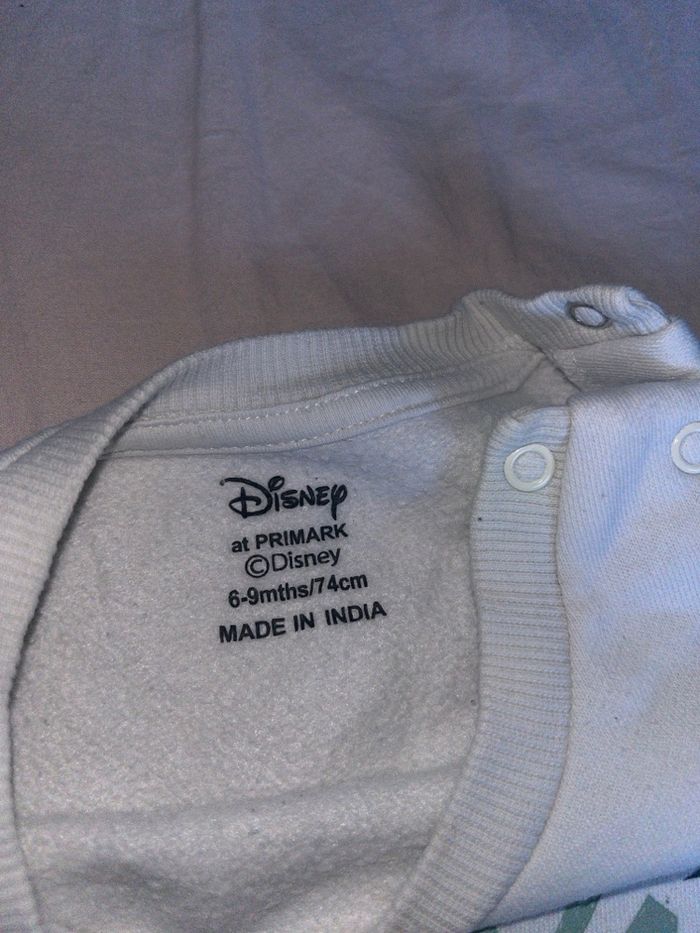 Disney
at PRIMARK
©Disney
6-9mths/74cm
MADE IN INDIA